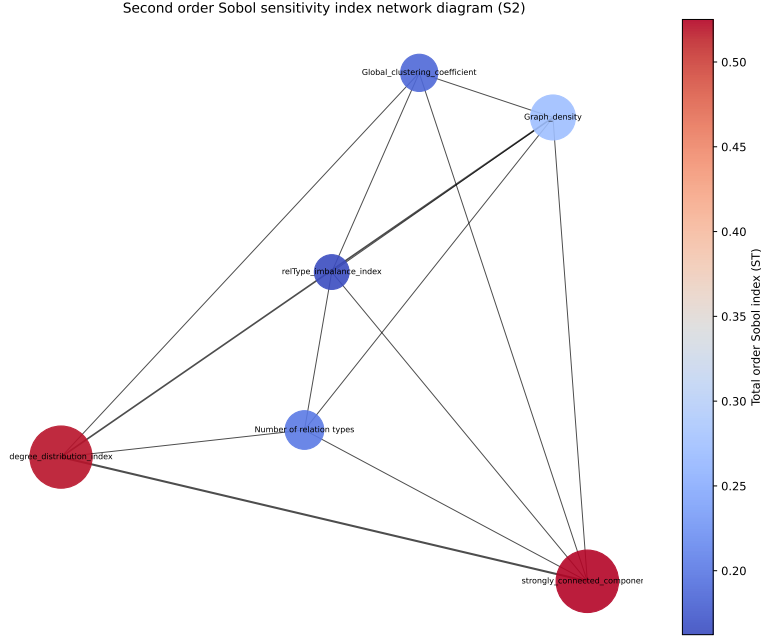 Second order Sobol sensitivity index network diagram (S2)
Global_clustering_coefficient
Graph_density
relType_imbalance_index
Number of relation types
degree_distribution_index
strongly_connected_componer
0.50
0.45
0.40
0.35
0.30
0.25
0.20
Total order Sobol index (ST)